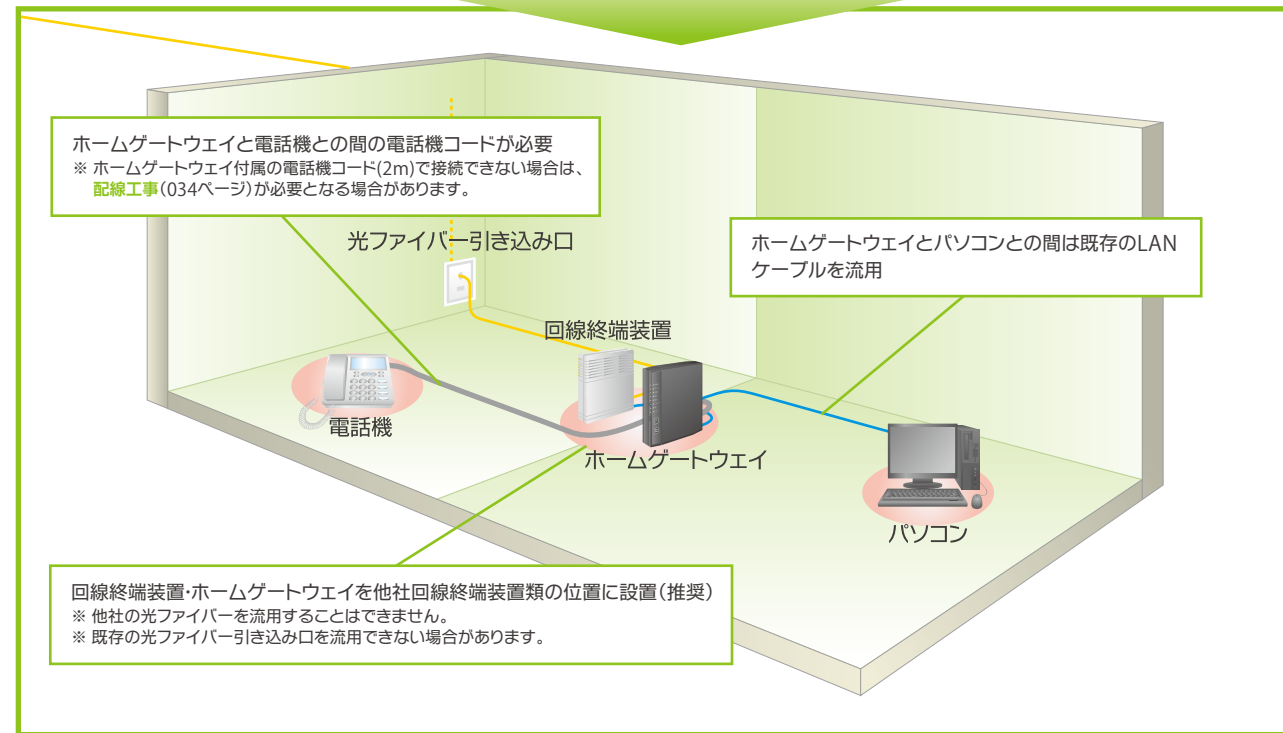 ホームゲートウェイと電話機との間の電話機コードが必要
※ ホームゲートウェイ付属の電話機コード(2m)で接続できない場合は、
配線工事(034ページ)が必要となる場合があります。
光ファイバー引き込み口
ホームゲートウェイとパソコンとの間は既存のLAN
ケーブルを流用
回線終端装置
電話機
ホームゲートウェイ
パソコン
回線終端装置・ホームゲートウェイを他社回線終端装置類の位置に設置(推奨)
※ 他社の光ファイバーを流用することはできません。
※ 既存の光ファイバー引き込み口を流用できない場合があります。